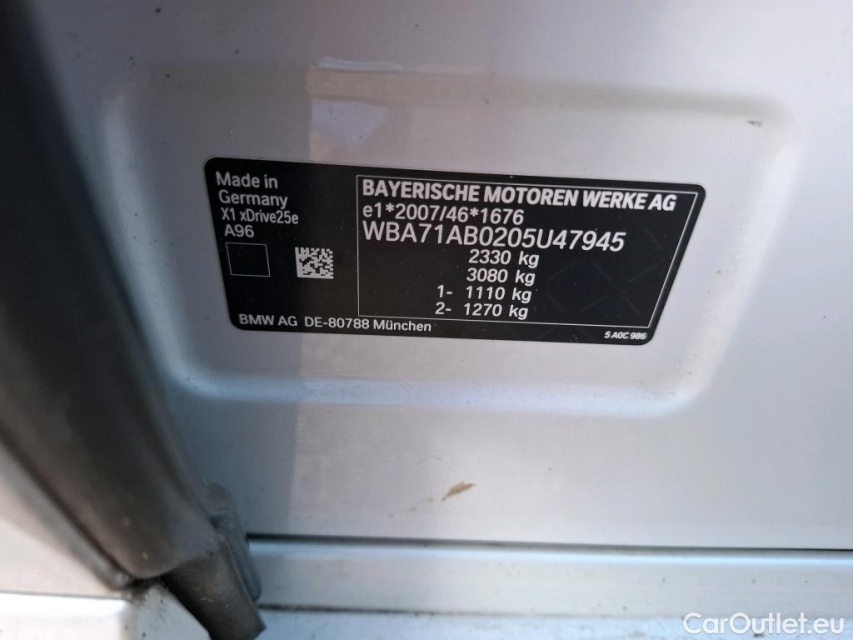 Made in
Germany
X1 xDrive25e
A96
BAYERISCHE MOTOREN WERKE AG
e1*2007/46*1676
WBA71AB0205U47945
2330 kg
3080 kg
1- 1110 kg
2- 1270 kg
BMW AG DE-80788 München
5 A0C 986
CarOutlet.eu